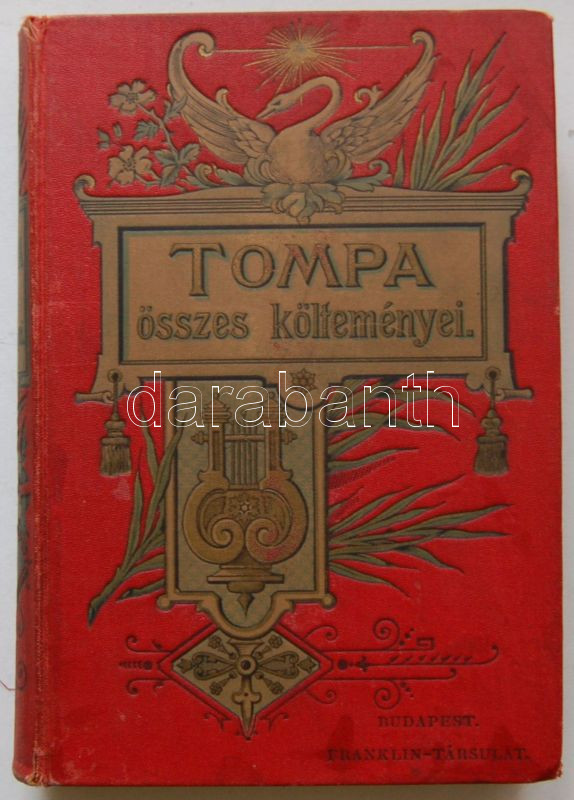 TOMPA
összes költeményei.
darabanth
BUDAPEST.
FRANKLIN-TÁRSULAT.